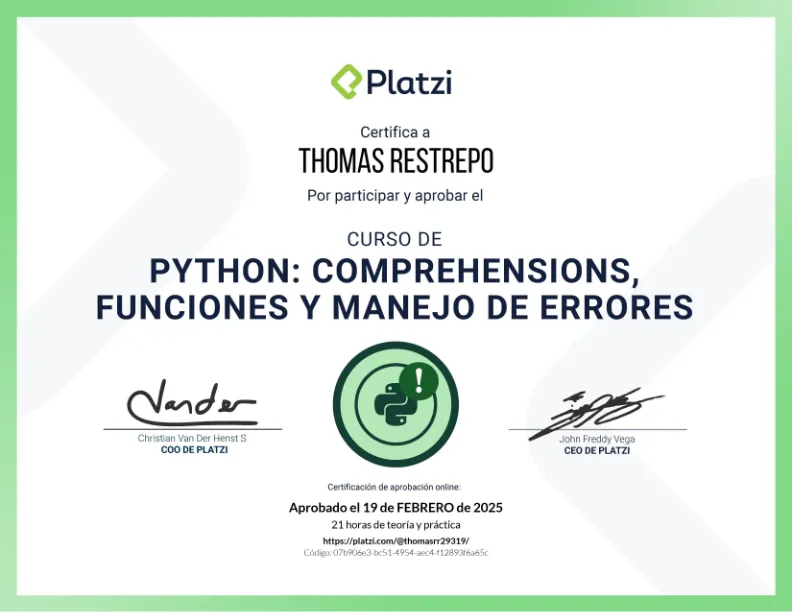 Platzi
Certifica a
THOMAS RESTREPO
Por participar y aprobar el
CURSO DE
PYTHON: COMPREHENSIONS,
FUNCIONES Y MANEJO DE ERRORES
!
Vander
Christian Van Der Henst S
COO DE PLATZI
John Freddy Vega
CEO DE PLATZI
Certificación de aprobación online:
Aprobado el 19 de FEBRERO de 2025
21 horas de teoría y práctica
https://platzi.com/@thomasrr29319/
Código: 07b906e3-bc51-4954-aec4-f12893f6a65c